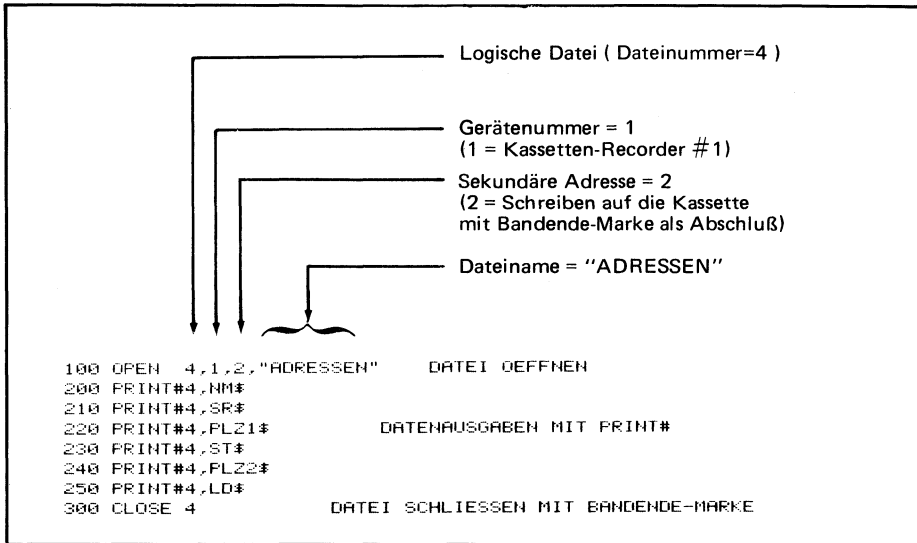 Logische Datei ( Dateinummer=4 )
Gerätenummer = 1
(1 = Kassetten-Recorder #1)
Sekundäre Adresse = 2
(2 = Schreiben auf die Kassette
mit Bandende-Marke als Abschluß)
Dateiname = "ADRESSEN"
100 OPEN 4,1,2,"ADRESSEN" DATEI OEFFNEN
200 PRINT#4,NM$
210 PRINT#4,SR$
220 PRINT#4,PLZ1$ DATENAUSGABEN MIT PRINT#
230 PRINT#4,ST$
240 PRINT#4,PLZ2$
250 PRINT#4,LD$
300 CLOSE 4 DATEI SCHLIESSEN MIT BANDENDE-MARKE